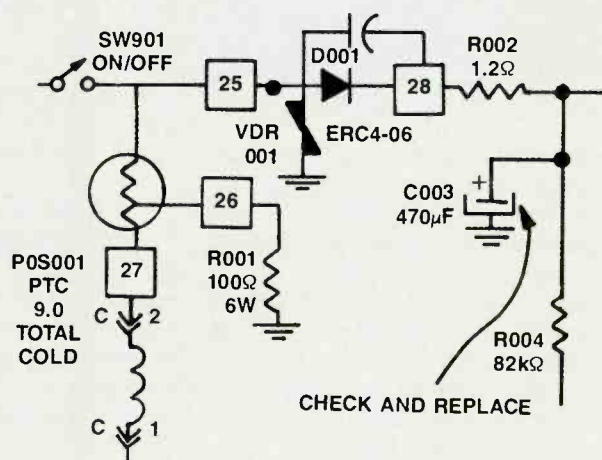 SW901
ON/OFF
25
D001
28
R002
1.2Ω
VDR
001
ERC4-06
26
C003
470µF
+
P0S001
PTC
9.0
TOTAL
COLD
27
R001
100Ω
6W
C 2
C 1
R004
82kΩ
CHECK AND REPLACE